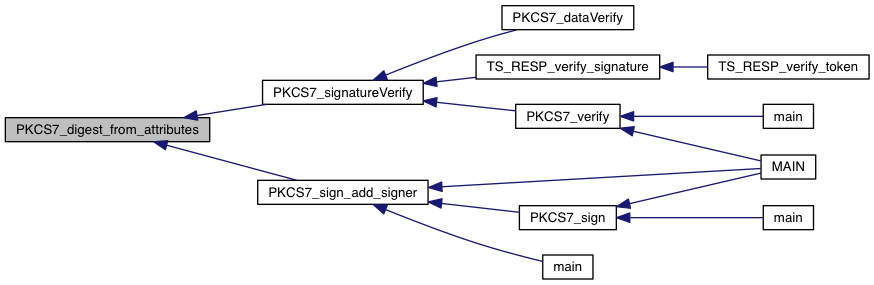 PKCS7_dataVerify
TS_RESP_verify_signature
TS_RESP_verify_token
PKCS7_signatureVerify
PKCS7_verify
main
PKCS7_digest_from_attributes
MAIN
PKCS7_sign_add_signer
PKCS7_sign
main
main